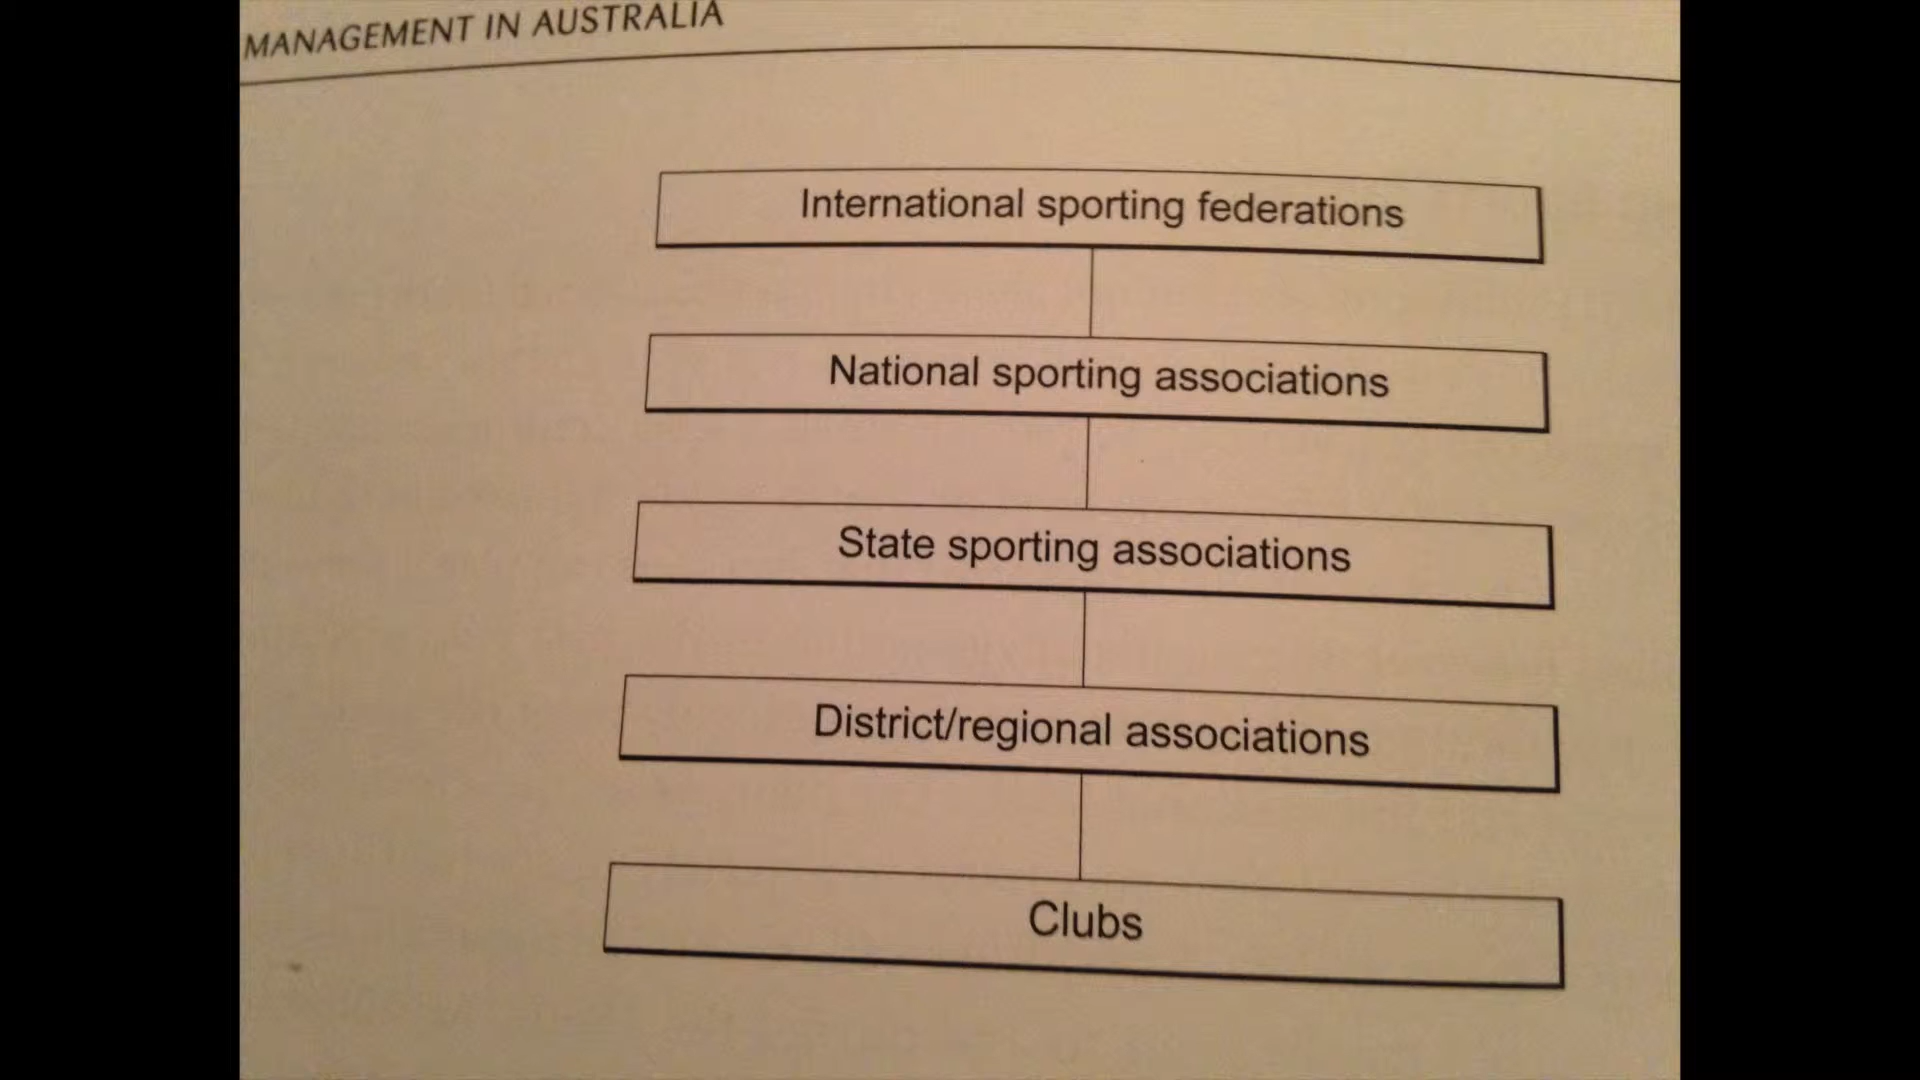 MANAGEMENT IN AUSTRALIA
International sporting federations
National sporting associations
State sporting associations
District/regional associations
Clubs